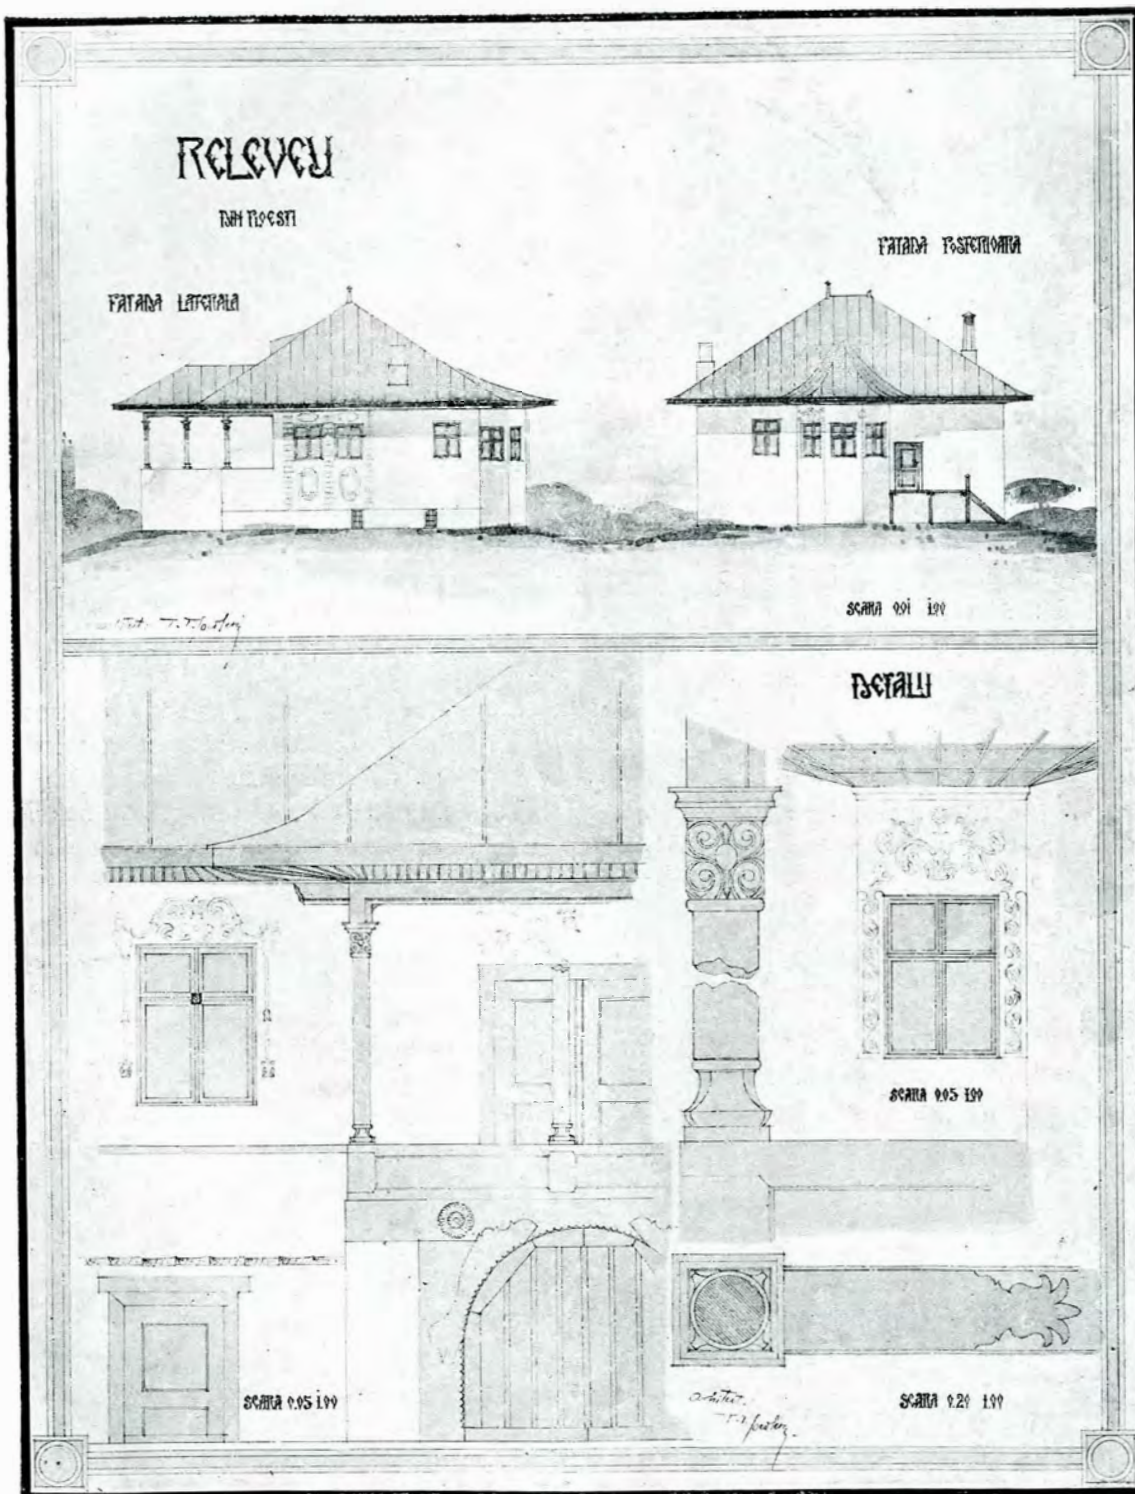 RELEVEU
DIN PLOESTI
FATADA LATERALA
FATADA POSTERIOARA
SCARA 0.01 1.00
DETALII
SCARA 0.05 1.00
SCARA 0.05 1.00
Arhitect.
SCARA 0.20 1.00